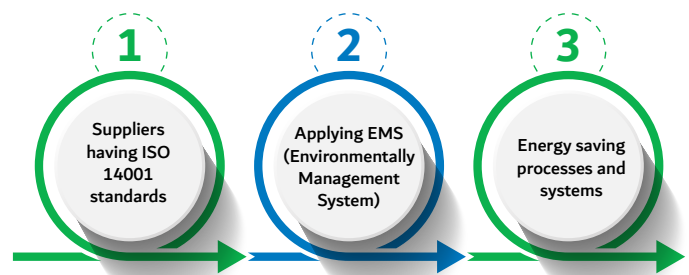 1
Suppliers
having ISO
14001
standards
2
Applying EMS
(Environmentally
Management
System)
3
Energy saving
processes and
systems